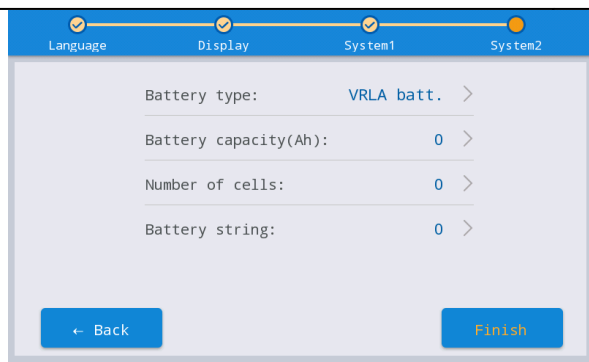 Language Display System1 System2
Battery type: VRLA batt.
Battery capacity(Ah): 0
Number of cells: 0
Battery string: 0
← Back Finish